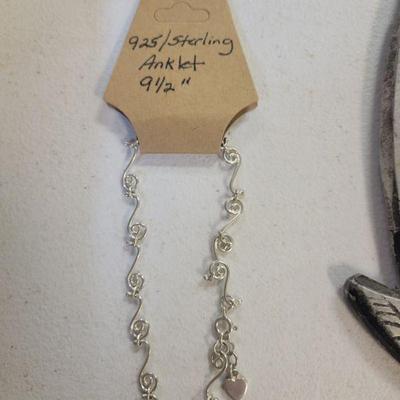 925/Sterling
Anklet
9 1/2"